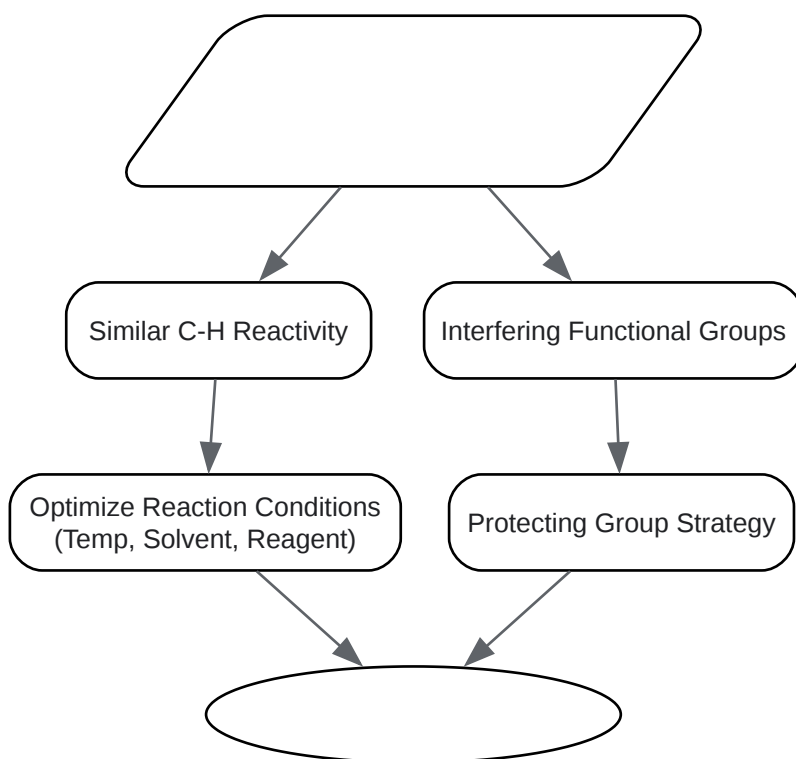 Similar C-H Reactivity
Interfering Functional Groups
Optimize Reaction Conditions
(Temp, Solvent, Reagent)
Protecting Group Strategy